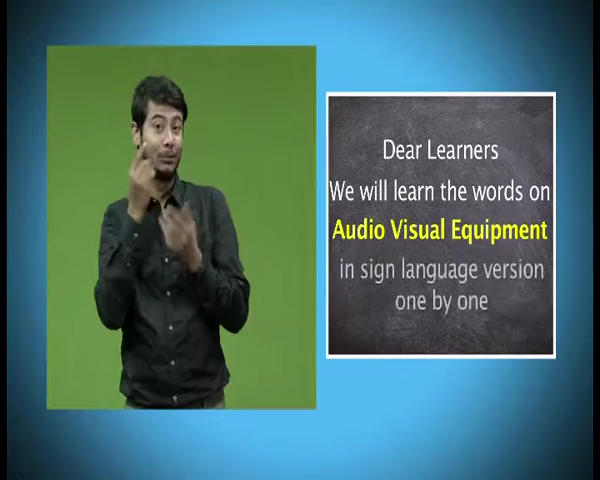 Dear Learners
We will learn the words on
Audio Visual Equipment
in sign language version
one by one